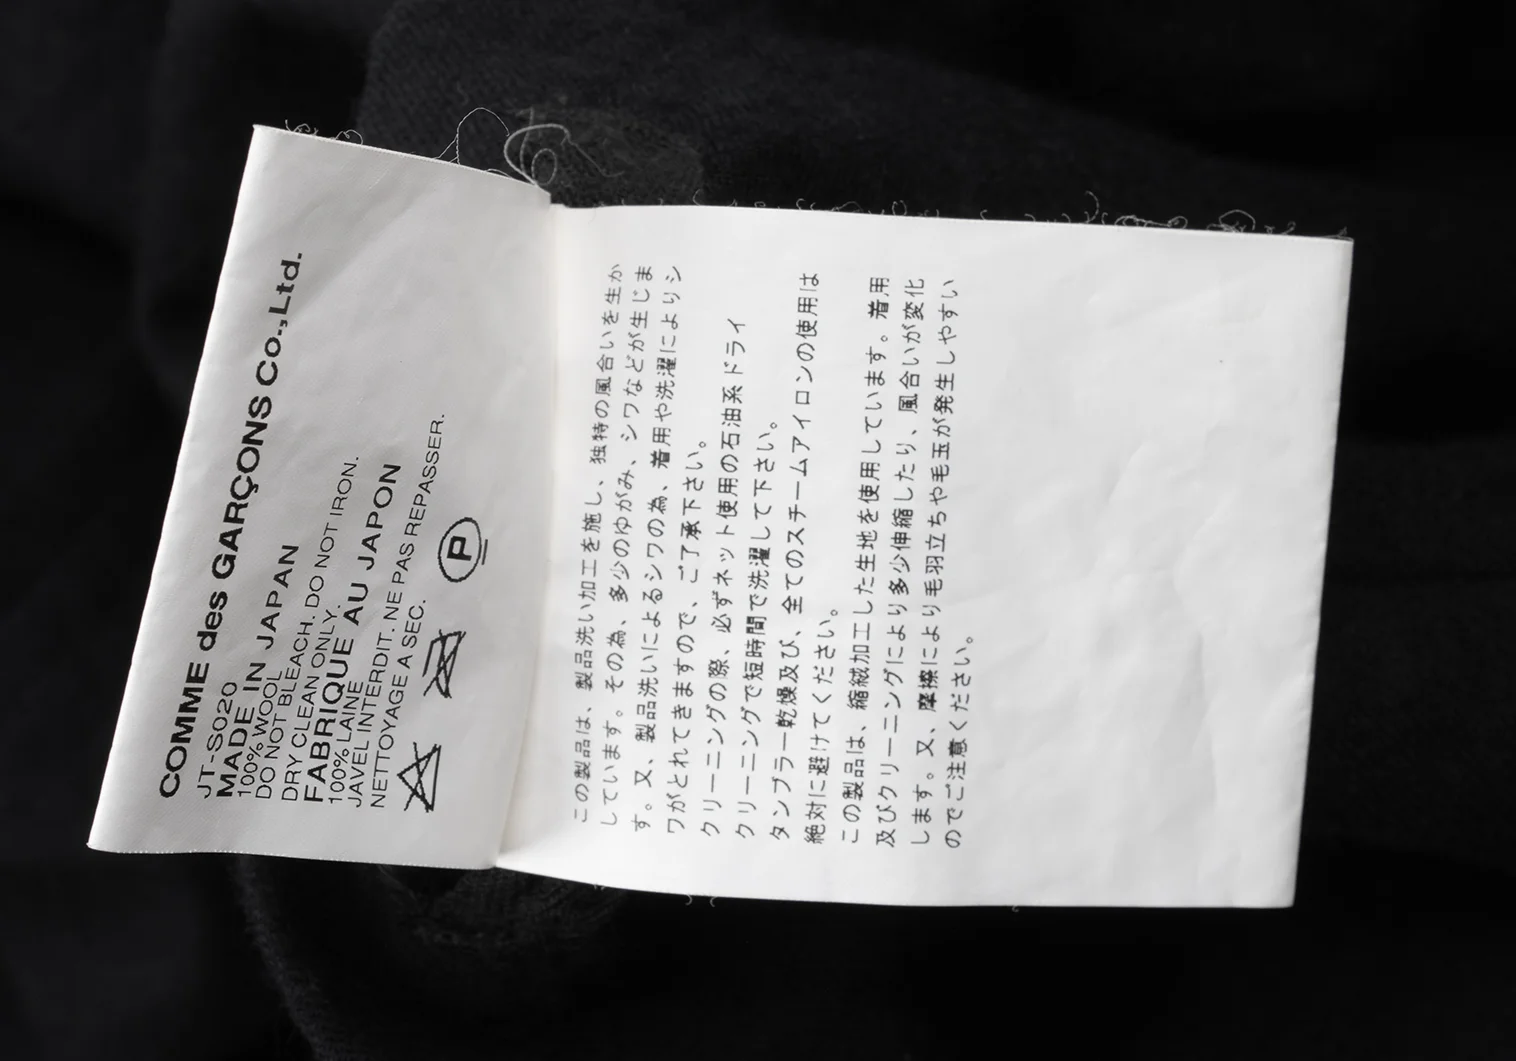 COMME des GARÇONS Co.,Ltd.
JT-S020
MADE IN JAPAN
100% WOOL
DO NOT BLEACH. DO NOT IRON.
DRY CLEAN ONLY.
FABRIQUE AU JAPON
100% LAINE
JAVEL INTERDIT. NE PAS REPASSER.
NETTOYAGE A SEC.
P
この製品は、製品洗い加工を施し、独特の風合いを生か
しています。その為、多少のゆがみ、シワなどが生じま
す。又、製品洗いによるシワの為、着用や洗濯によりシ
ワがとれてきますので、ご了承下さい。
クリーニングの際、必ずネット使用の石油系ドライ
クリーニングで短時間で洗濯して下さい。
タンブラー乾燥及び、全てのスチームアイロンの使用は
絶対に避けてください。
この製品は、縮絨加工した生地を使用しています。着用
及びクリーニングにより多少伸縮したり、風合いが変化
します。又、摩擦により毛羽立ちや毛玉が発生しやすい
のでご注意ください。